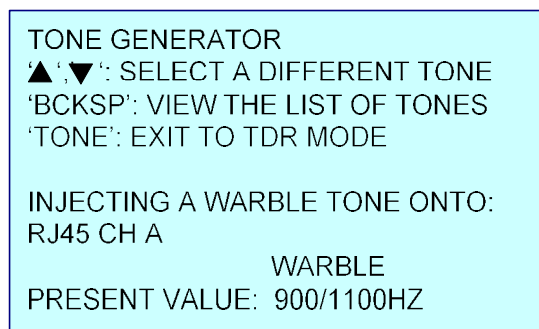 TONE GENERATOR
‘▲‘,‘▼‘: SELECT A DIFFERENT TONE
‘BCKSP’: VIEW THE LIST OF TONES
‘TONE’: EXIT TO TDR MODE
INJECTING A WARBLE TONE ONTO:
RJ45 CH A
WARBLE
PRESENT VALUE: 900/1100HZ